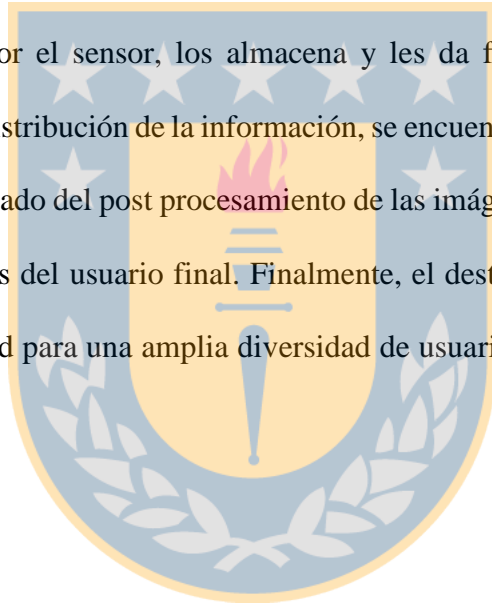 or el sensor, los almacena y les da f
stribución de la información, se encuen
ado del post procesamiento de las imág
s del usuario final. Finalmente, el dest
d para una amplia diversidad de usuari